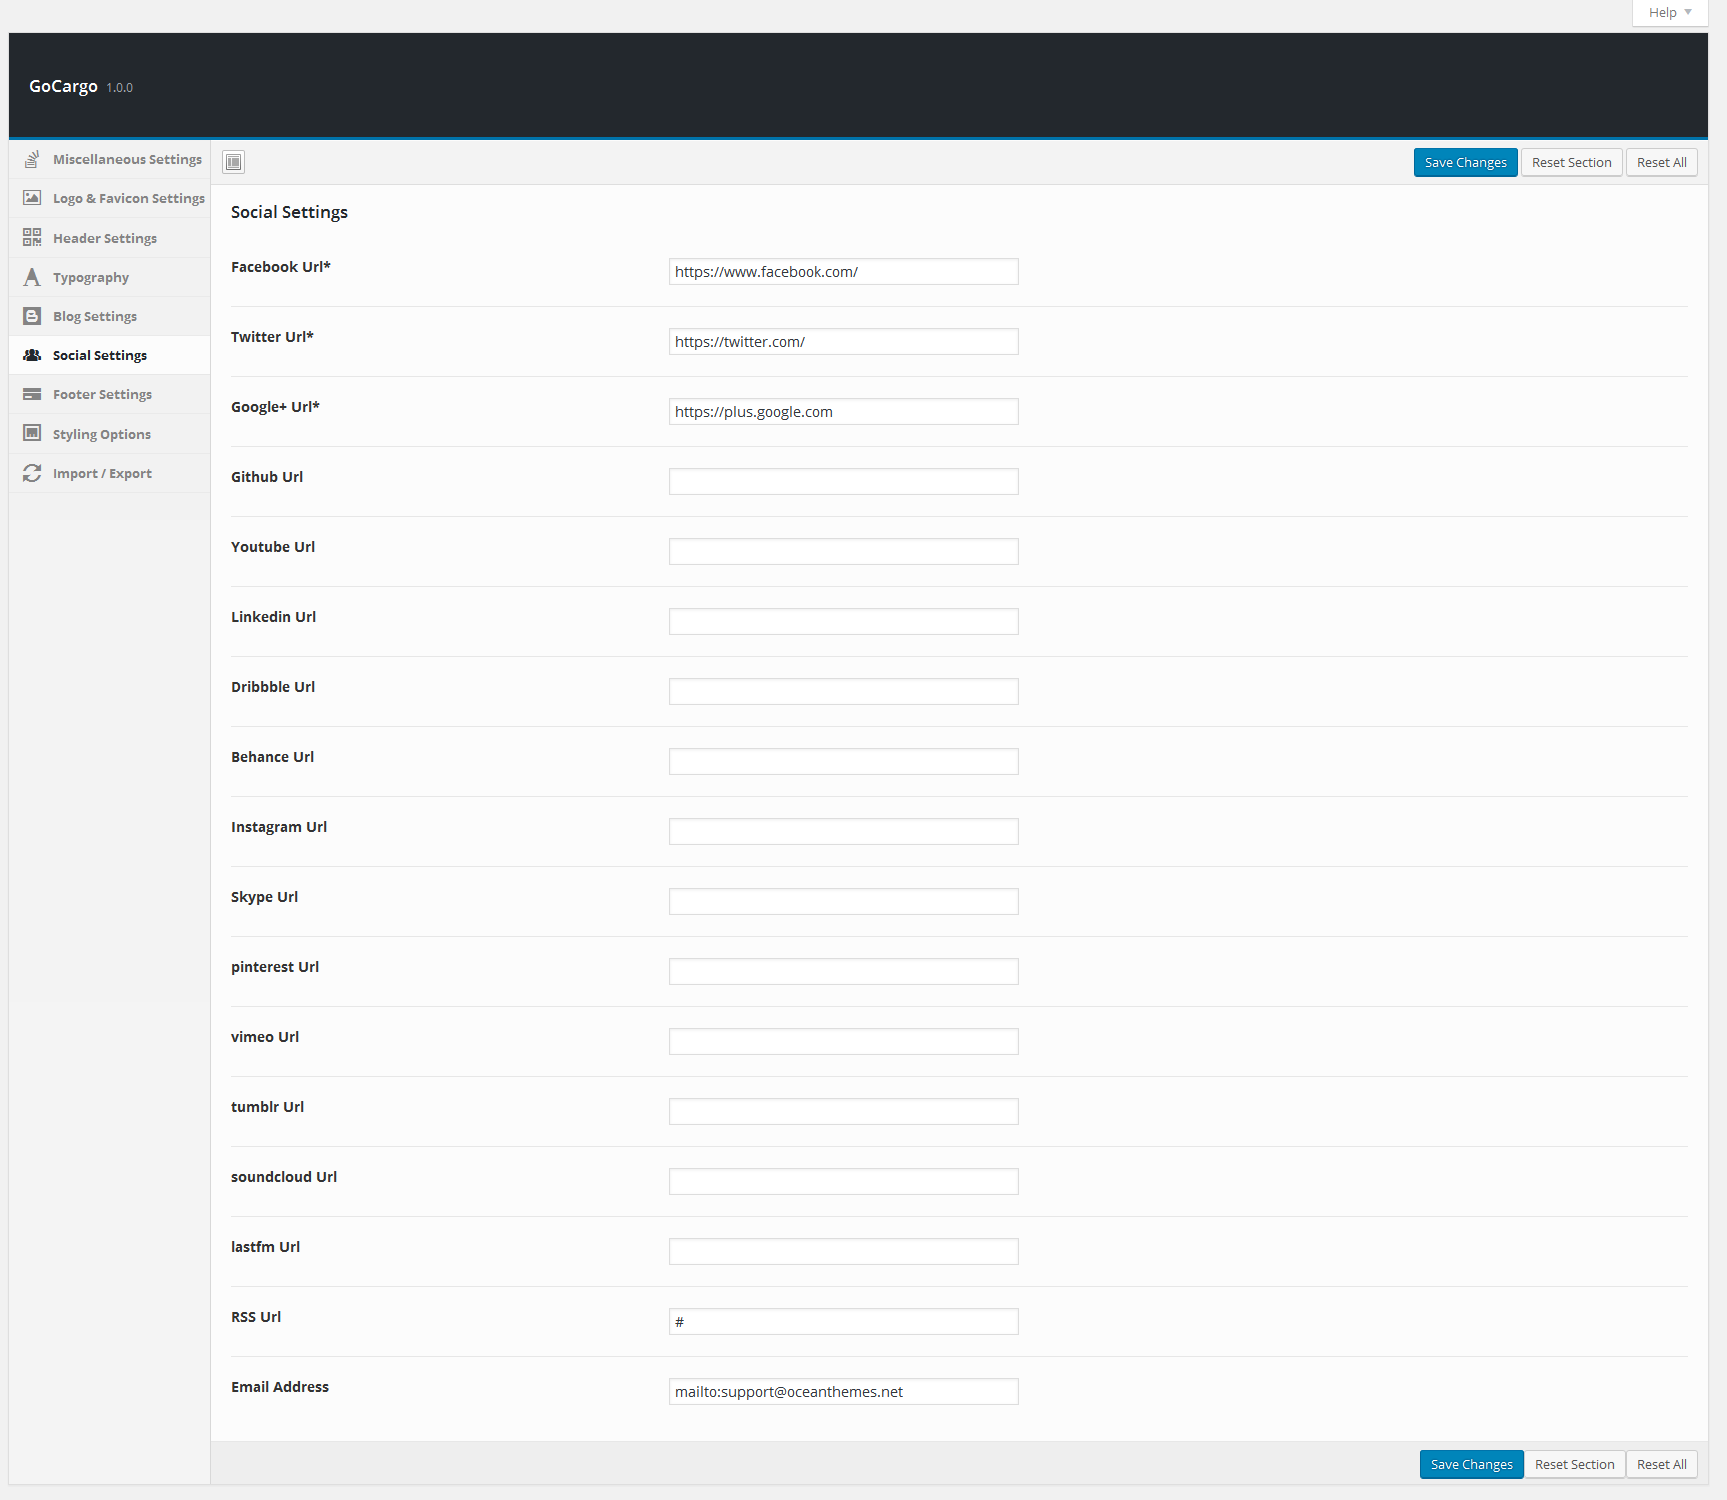 Help
GoCargo 1.0.0
Miscellaneous Settings
Logo & Favicon Settings
Header Settings
Typography
Blog Settings
Social Settings
Footer Settings
Styling Options
Import / Export
Save Changes Reset Section Reset All
Social Settings
Facebook Url* https://www.facebook.com/
Twitter Url* https://twitter.com/
Google+ Url* https://plus.google.com
Github Url
Youtube Url
Linkedin Url
Dribbble Url
Behance Url
Instagram Url
Skype Url
pinterest Url
vimeo Url
tumblr Url
soundcloud Url
lastfm Url
RSS Url #
Email Address mailto:support@oceanthemes.net
Save Changes Reset Section Reset All